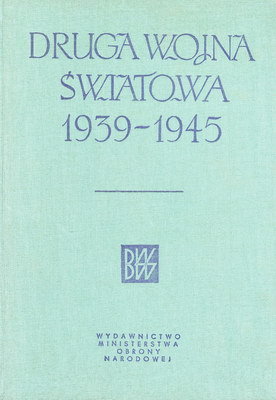 DRUGA WOJNA
ŚWIATOWA
1939-1945
BWW
WYDAWNICTWO
MINISTERSTWA
OBRONY
NARODOWEJ